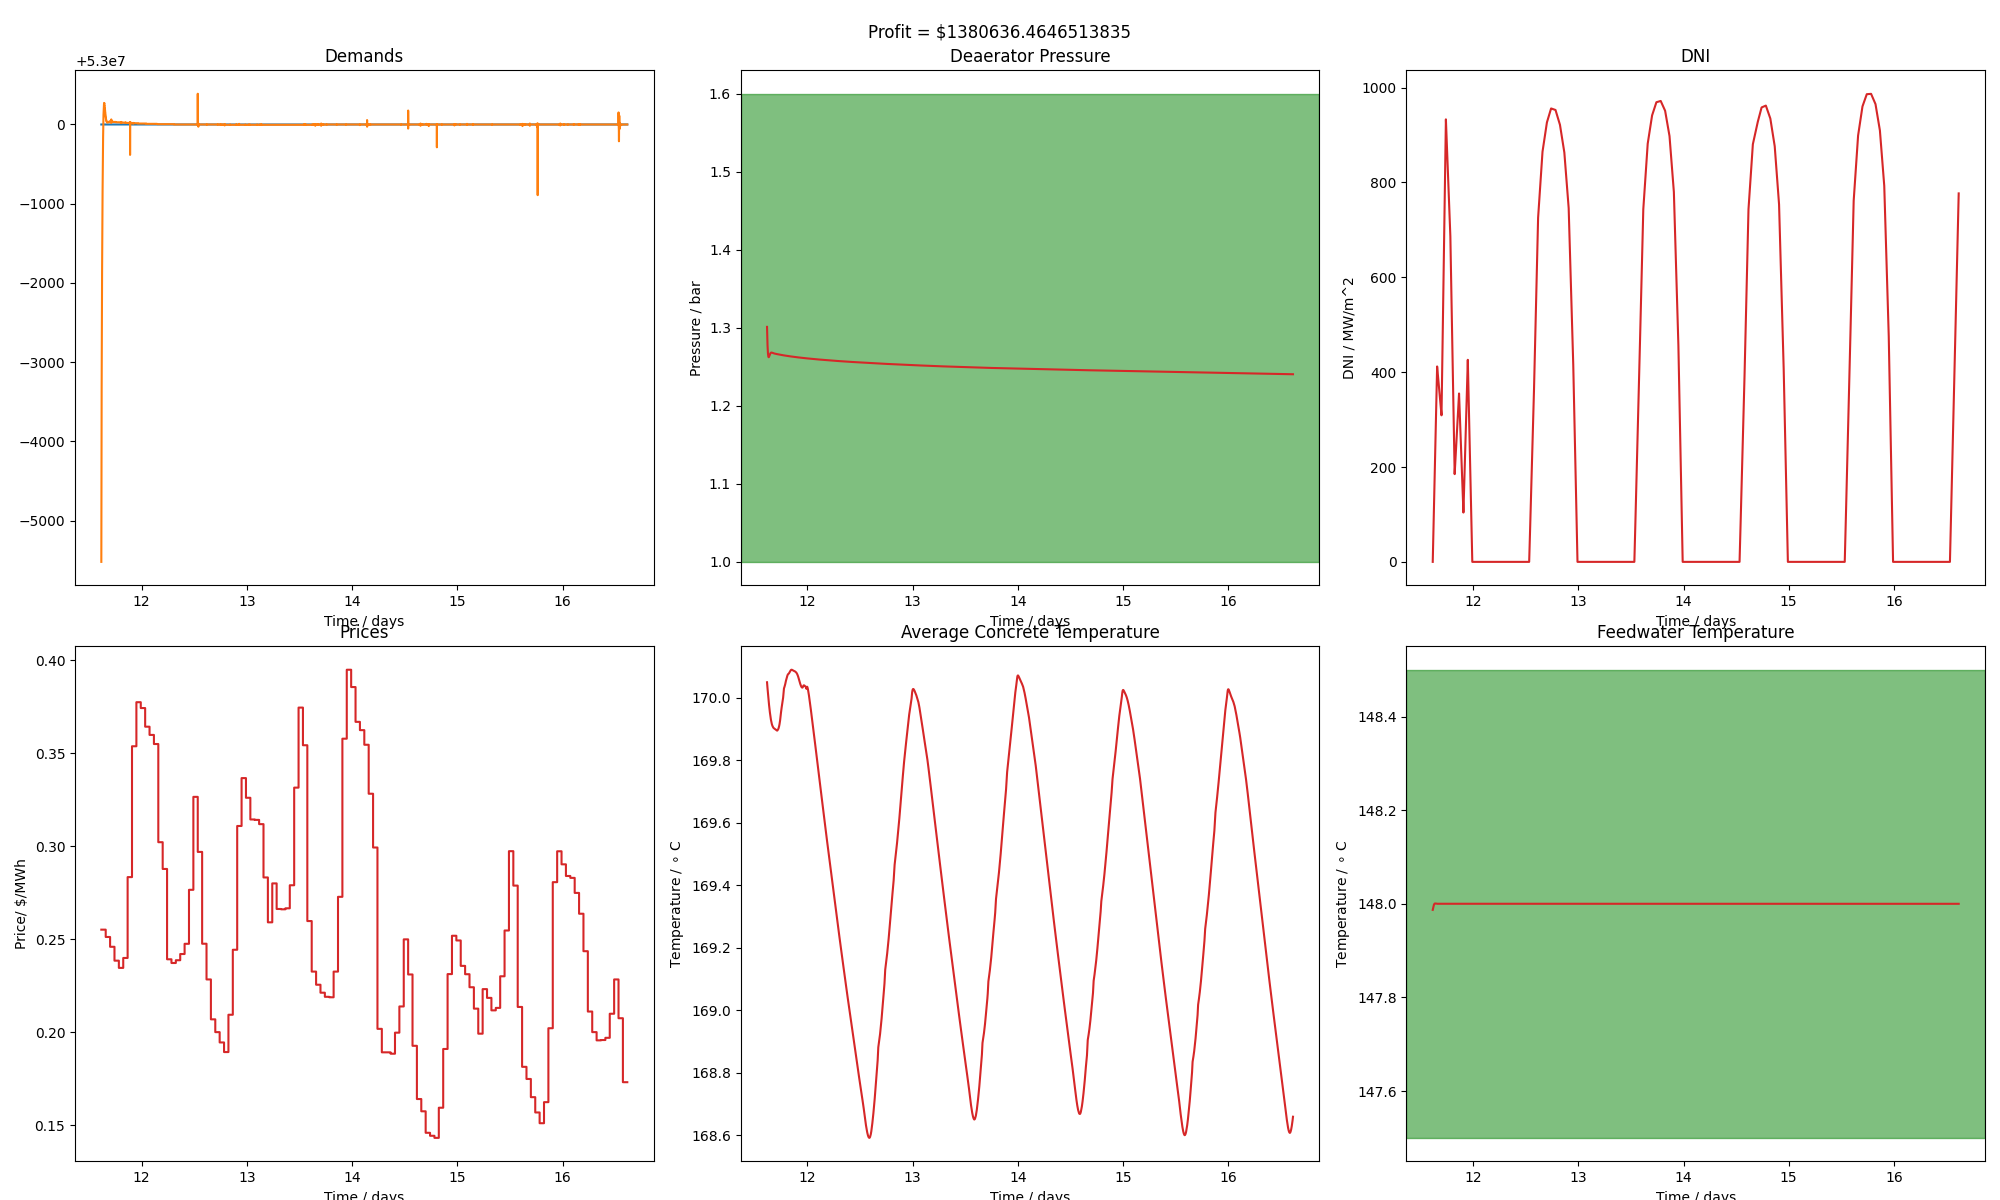 Profit = $1380636.4646513835
Demands
+5.3e7
0
−1000
−2000
−3000
−4000
−5000
12 13 14 15 16
Time / days
Deaerator Pressure
Pressure / bar
1.6
1.5
1.4
1.3
1.2
1.1
1.0
12 13 14 15 16
Time / days
DNI
DNI / MW/m^2
1000
800
600
400
200
0
12 13 14 15 16
Time / days
Prices
Price/ $/MWh
0.40
0.35
0.30
0.25
0.20
0.15
12 13 14 15 16
Time / days
Average Concrete Temperature
Temperature / ∘ C
170.0
169.8
169.6
169.4
169.2
169.0
168.8
168.6
12 13 14 15 16
Time / days
Feedwater Temperature
Temperature / ∘ C
148.4
148.2
148.0
147.8
147.6
12 13 14 15 16
Time / days